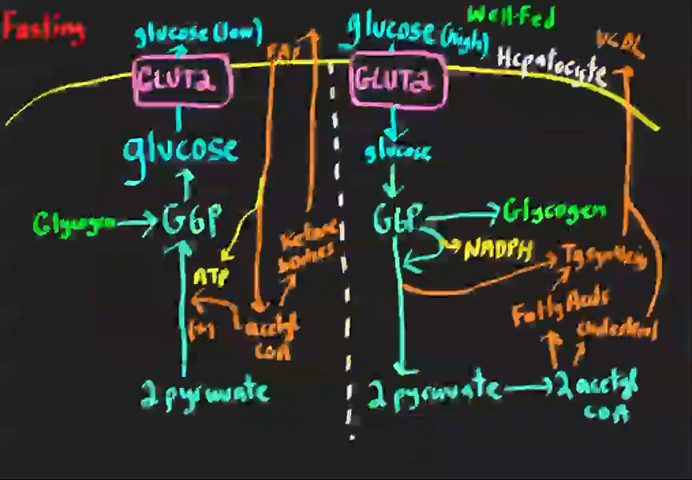 Fasting
glucose (low)
FAs
GLUT2
glucose
Glycogen
G6P
Ketone
bodies
ATP
(+)
acetyl
COA
2 pyruvate
Well-Fed
glucose (high)
VLDL
Hepatocyte
GLUT2
glucose
G6P
Glycogen
NADPH
Tg synthesis
Fatty Acids
cholesterol
2 pyruvate
2 acetyl
COA